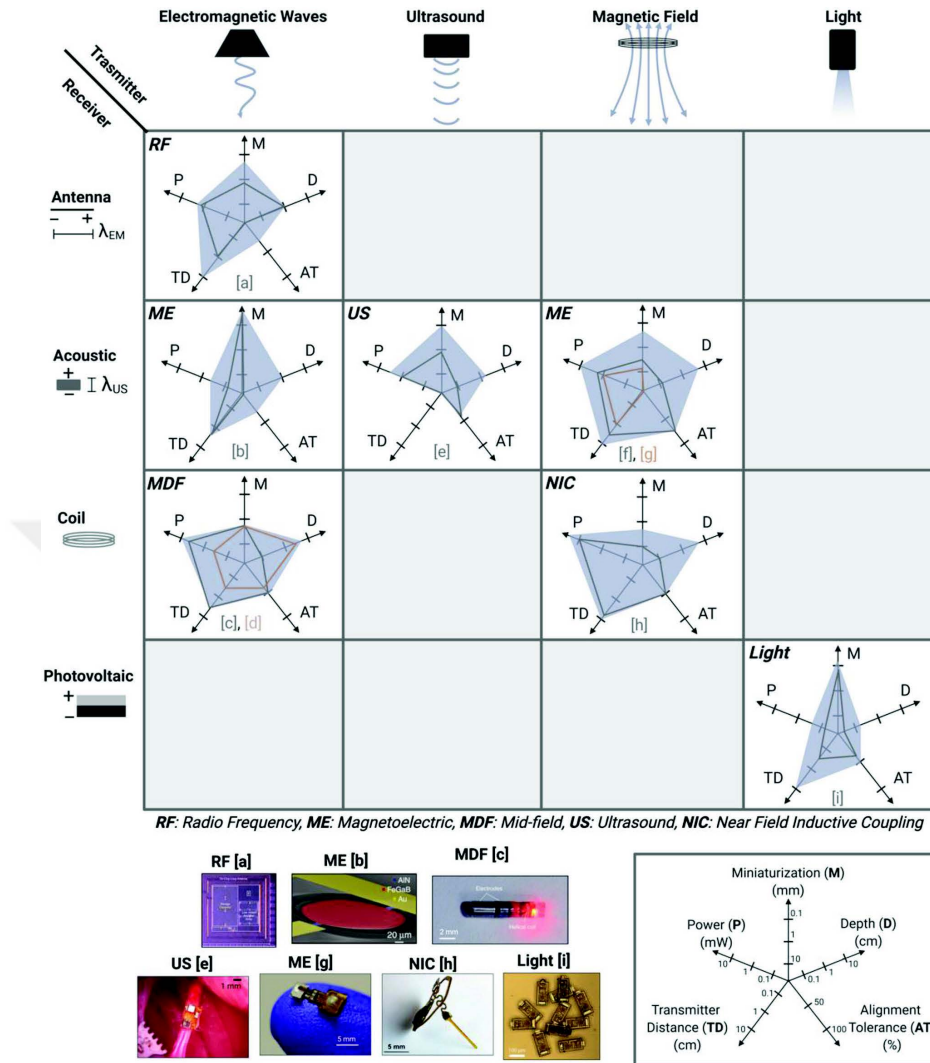 Electromagnetic Waves
Ultrasound
Magnetic Field
Light
Trasmitter
Receiver
RF
M
P
D
TD
AT
[a]
Antenna
− +
λEM
ME
M
P
D
TD
AT
[b]
US
M
P
D
TD
AT
[e]
ME
M
P
D
TD
AT
[f], [g]
Acoustic
+
−
λUS
MDF
M
P
D
TD
AT
[c], [d]
NIC
M
P
D
TD
AT
[h]
Coil
Light
M
P
D
TD
AT
[i]
Photovoltaic
+
−
RF: Radio Frequency, ME: Magnetoelectric, MDF: Mid-field, US: Ultrasound, NIC: Near Field Inductive Coupling
RF [a]
ME [b]
AlN
FeGaB
Au
20 µm
MDF [c]
Electrodes
Helical coil
2 mm
US [e]
1 mm
ME [g]
5 mm
NIC [h]
5 mm
Light [i]
100 µm
Miniaturization (M)
(mm)
0.1
1
10
Power (P)
(mW)
10
1
0.1
Depth (D)
(cm)
0.1
1
10
Transmitter
Distance (TD)
(cm)
0.1
1
10
Alignment
Tolerance (AT)
(%)
50
100